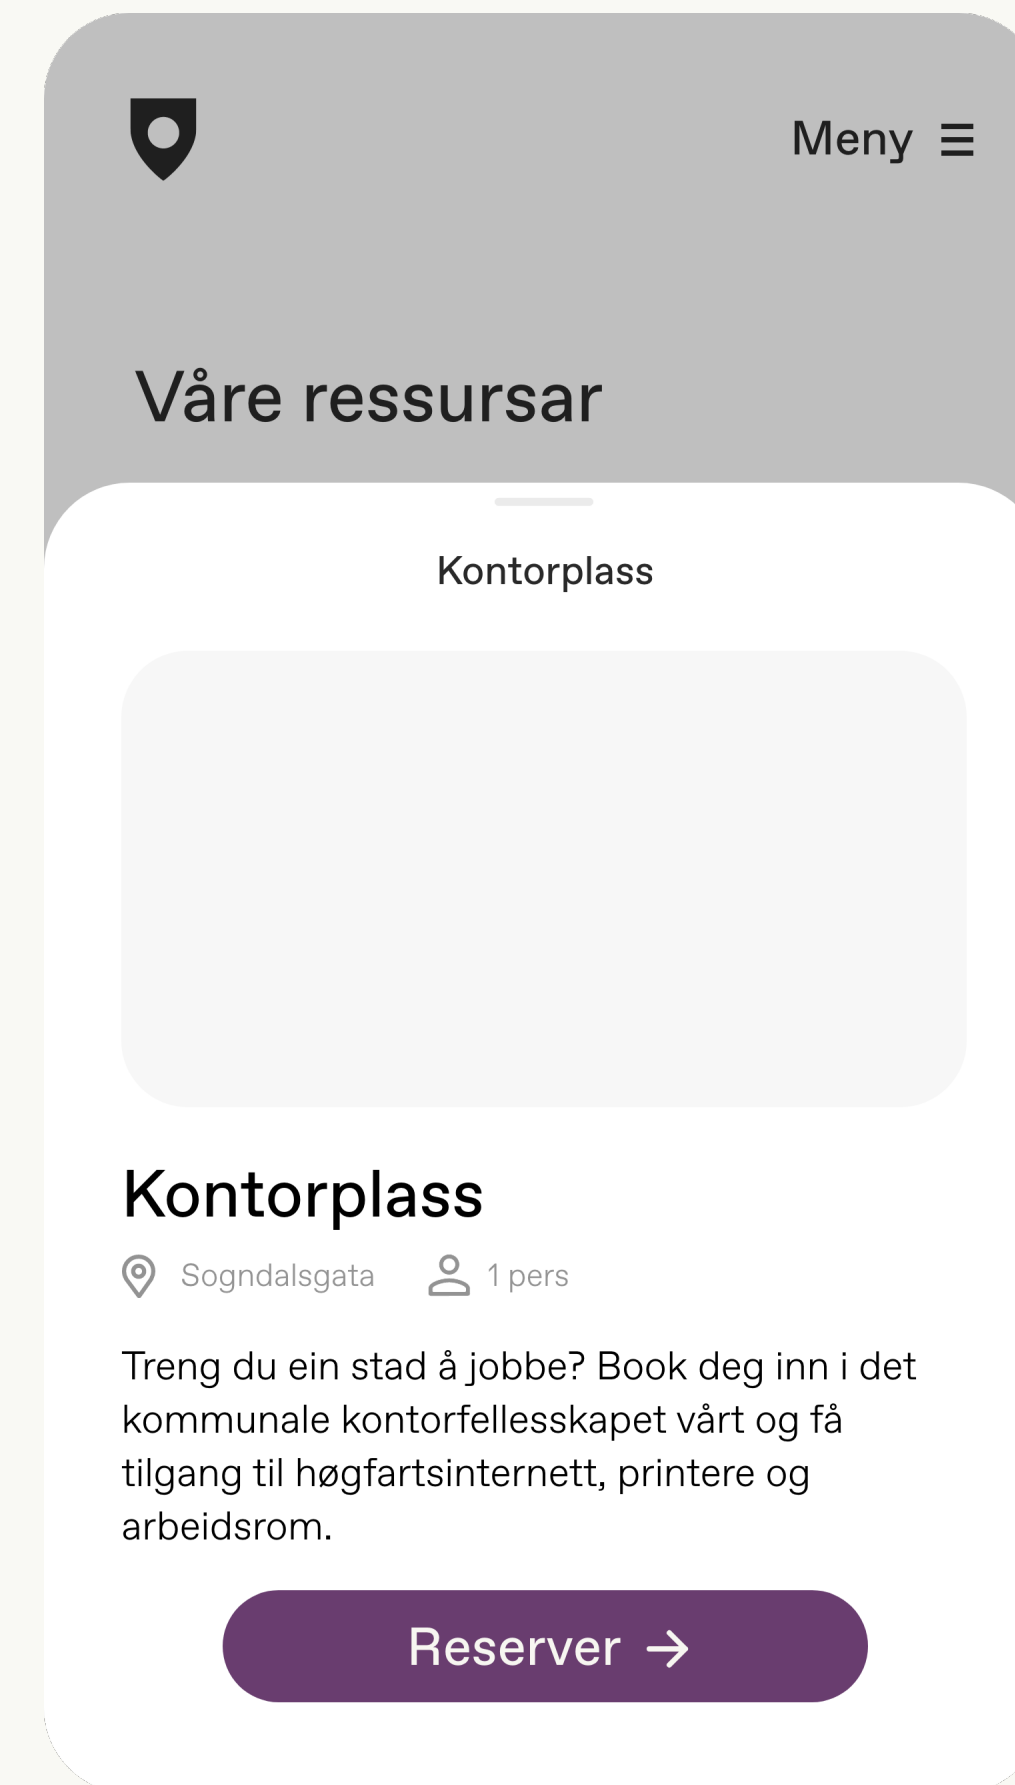 Meny
Våre ressursar
Kontorplass
Kontorplass
Sogndalsgata 1 pers
Treng du ein stad å jobbe? Book deg inn i det
kommunale kontorfellesskapet vårt og få
tilgang til høgfartsinternett, printere og
arbeidsrom.
Reserver →